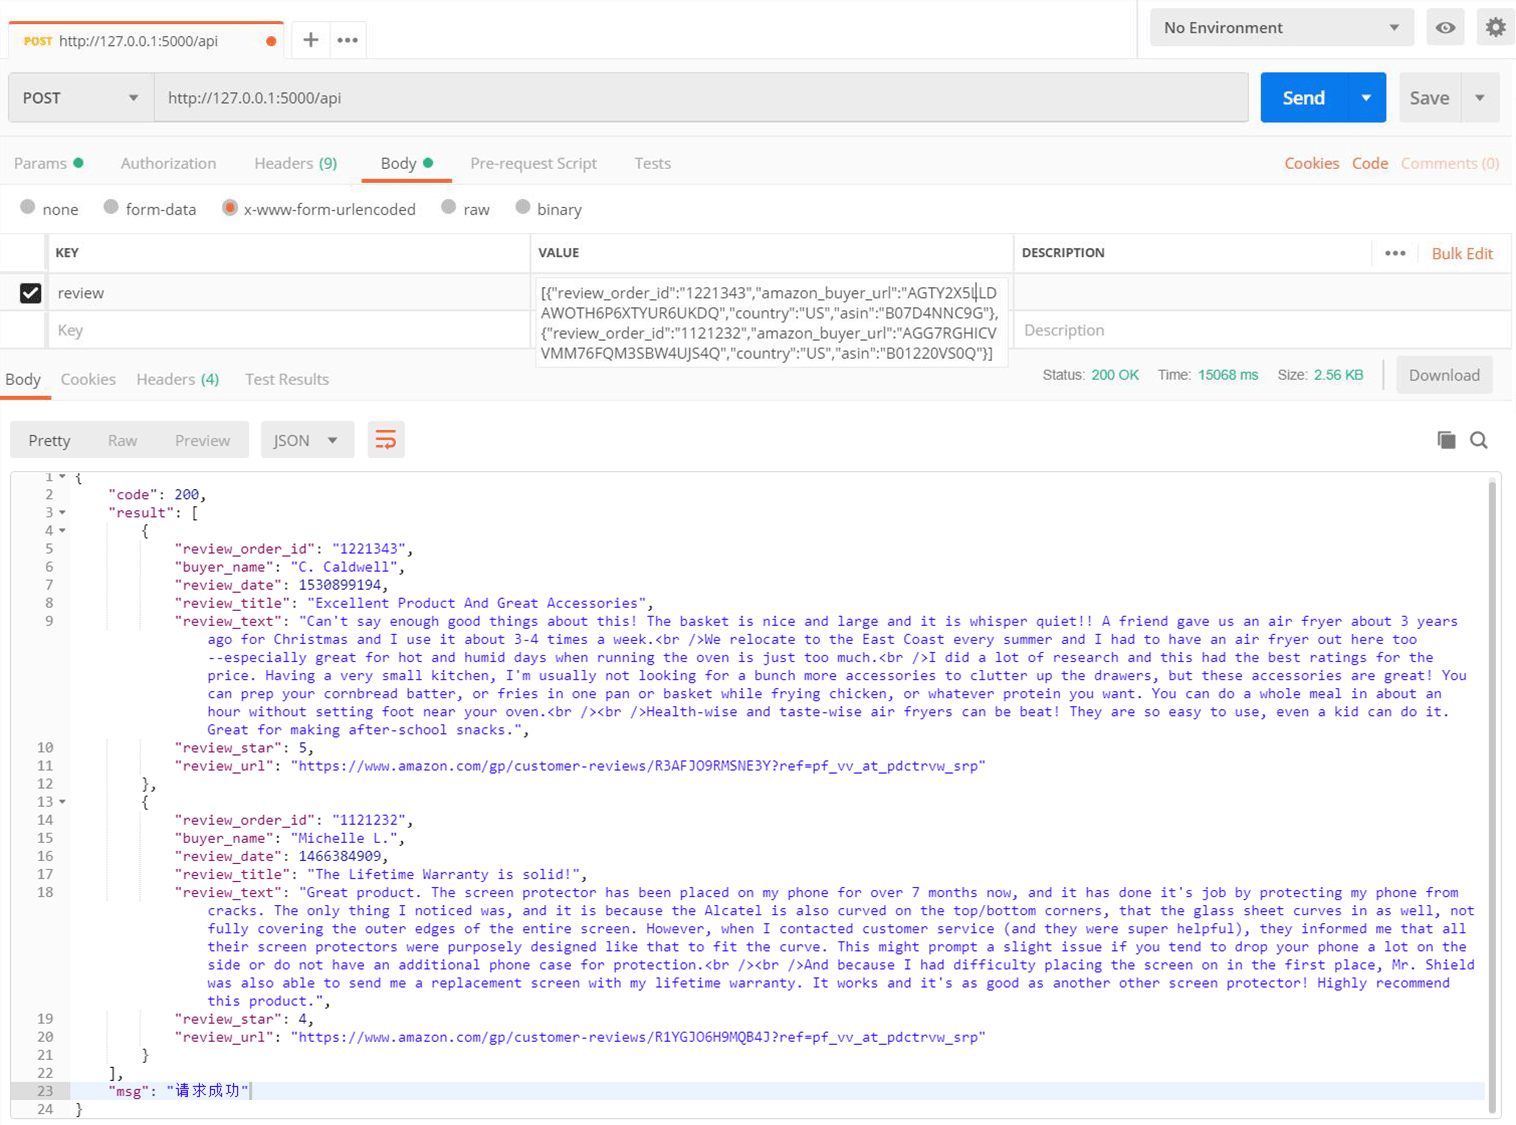 POST http://127.0.0.1:5000/api
No Environment
POST http://127.0.0.1:5000/api Send Save
Params Authorization Headers (9) Body Pre-request Script Tests Cookies Code Comments (0)
none form-data x-www-form-urlencoded raw binary
KEY VALUE DESCRIPTION Bulk Edit
review
[{"review_order_id":"1221343","amazon_buyer_url":"AGTY2X5LLD
AWOTH6P6XTYUR6UKDQ","country":"US","asin":"B07D4NNC9G"},
{"review_order_id":"1121232","amazon_buyer_url":"AGG7RGHICV
VMM76FQM3SBW4UJS4Q","country":"US","asin":"B01220VS0Q"}]
Key Description
Body Cookies Headers (4) Test Results Status: 200 OK Time: 15068 ms Size: 2.56 KB Download
Pretty Raw Preview JSON
1 {
2 "code": 200,
3 "result": [
4 {
5 "review_order_id": "1221343",
6 "buyer_name": "C. Caldwell",
7 "review_date": 1530899194,
8 "review_title": "Excellent Product And Great Accessories",
9 "review_text": "Can't say enough good things about this! The basket is nice and large and it is whisper quiet!! A friend gave us an air fryer about 3 years
ago for Christmas and I use it about 3-4 times a week.<br />We relocate to the East Coast every summer and I had to have an air fryer out here too
--especially great for hot and humid days when running the oven is just too much.<br />I did a lot of research and this had the best ratings for the
price. Having a very small kitchen, I'm usually not looking for a bunch more accessories to clutter up the drawers, but these accessories are great! You
can prep your cornbread batter, or fries in one pan or basket while frying chicken, or whatever protein you want. You can do a whole meal in about an
hour without setting foot near your oven.<br /><br />Health-wise and taste-wise air fryers can be beat! They are so easy to use, even a kid can do it.
Great for making after-school snacks.",
10 "review_star": 5,
11 "review_url": "https://www.amazon.com/gp/customer-reviews/R3AFJO9RMSNE3Y?ref=pf_vv_at_pdctrvw_srp"
12 },
13 {
14 "review_order_id": "1121232",
15 "buyer_name": "Michelle L.",
16 "review_date": 1466384909,
17 "review_title": "The Lifetime Warranty is solid!",
18 "review_text": "Great product. The screen protector has been placed on my phone for over 7 months now, and it has done it's job by protecting my phone from
cracks. The only thing I noticed was, and it is because the Alcatel is also curved on the top/bottom corners, that the glass sheet curves in as well, not
fully covering the outer edges of the entire screen. However, when I contacted customer service (and they were super helpful), they informed me that all
their screen protectors were purposely designed like that to fit the curve. This might prompt a slight issue if you tend to drop your phone a lot on the
side or do not have an additional phone case for protection.<br /><br />And because I had difficulty placing the screen on in the first place, Mr. Shield
was also able to send me a replacement screen with my lifetime warranty. It works and it's as good as another other screen protector! Highly recommend
this product.",
19 "review_star": 4,
20 "review_url": "https://www.amazon.com/gp/customer-reviews/R1YGJO6H9MQB4J?ref=pf_vv_at_pdctrvw_srp"
21 }
22 ],
23 "msg": "请求成功"
24 }